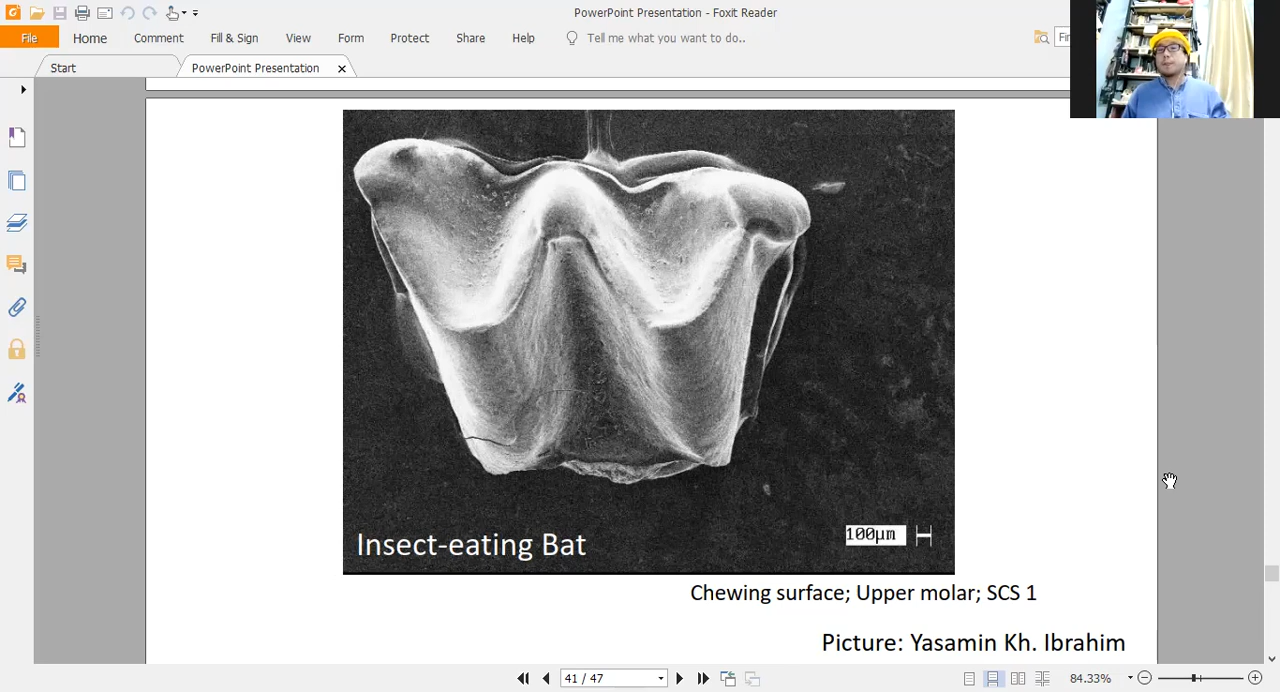 PowerPoint Presentation - Foxit Reader
File Home Comment Fill & Sign View Form Protect Share Help Tell me what you want to do..
Start PowerPoint Presentation
100µm
Insect-eating Bat
Chewing surface; Upper molar; SCS 1
Picture: Yasamin Kh. Ibrahim
41 / 47 84.33%